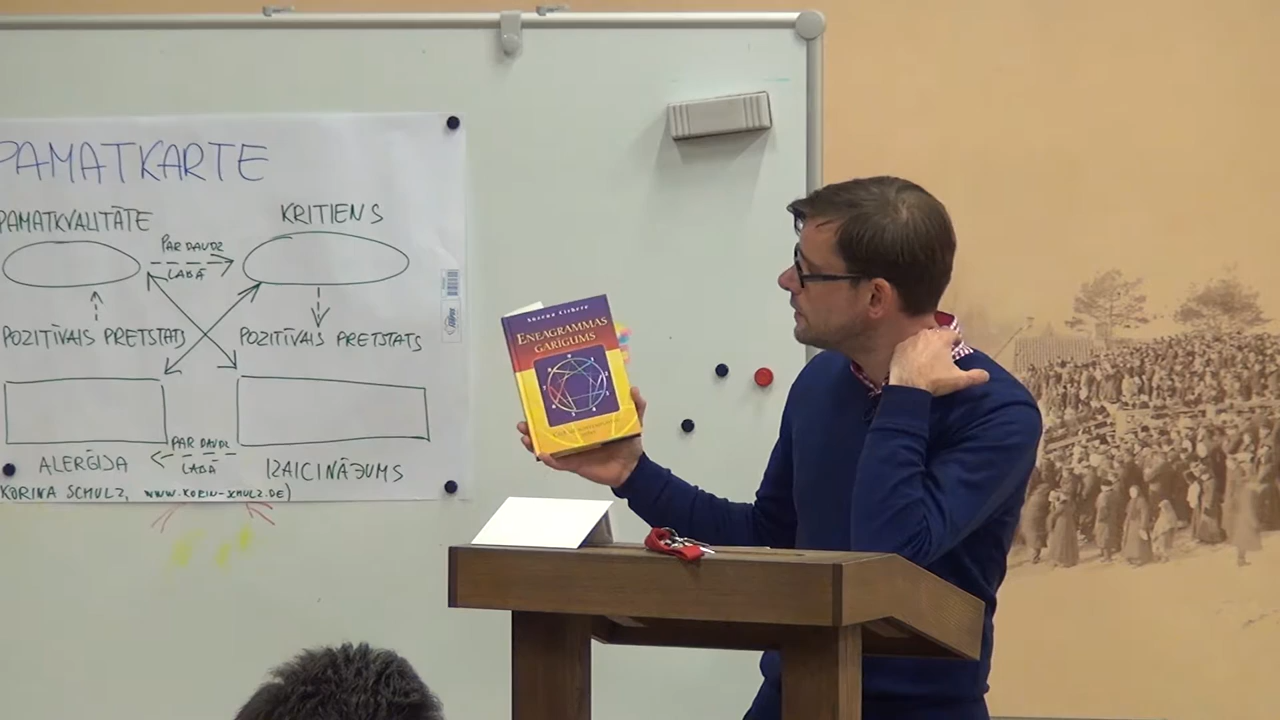 PAMATKARTE
PAMATKVALITĀTE
KRITIENS
PAR DAUDZ
LABĀ
POZITĪVAIS PRETSTATS
POZITĪVAIS PRETSTATS
PAR DAUDZ
LABĀ
ALERĢIJA
IZAICINĀJUMS
KORINA SCHULZ, WWW.KORIN-SCHULZ.DE)
ENEAGRAMMAS
GARĪGUMS